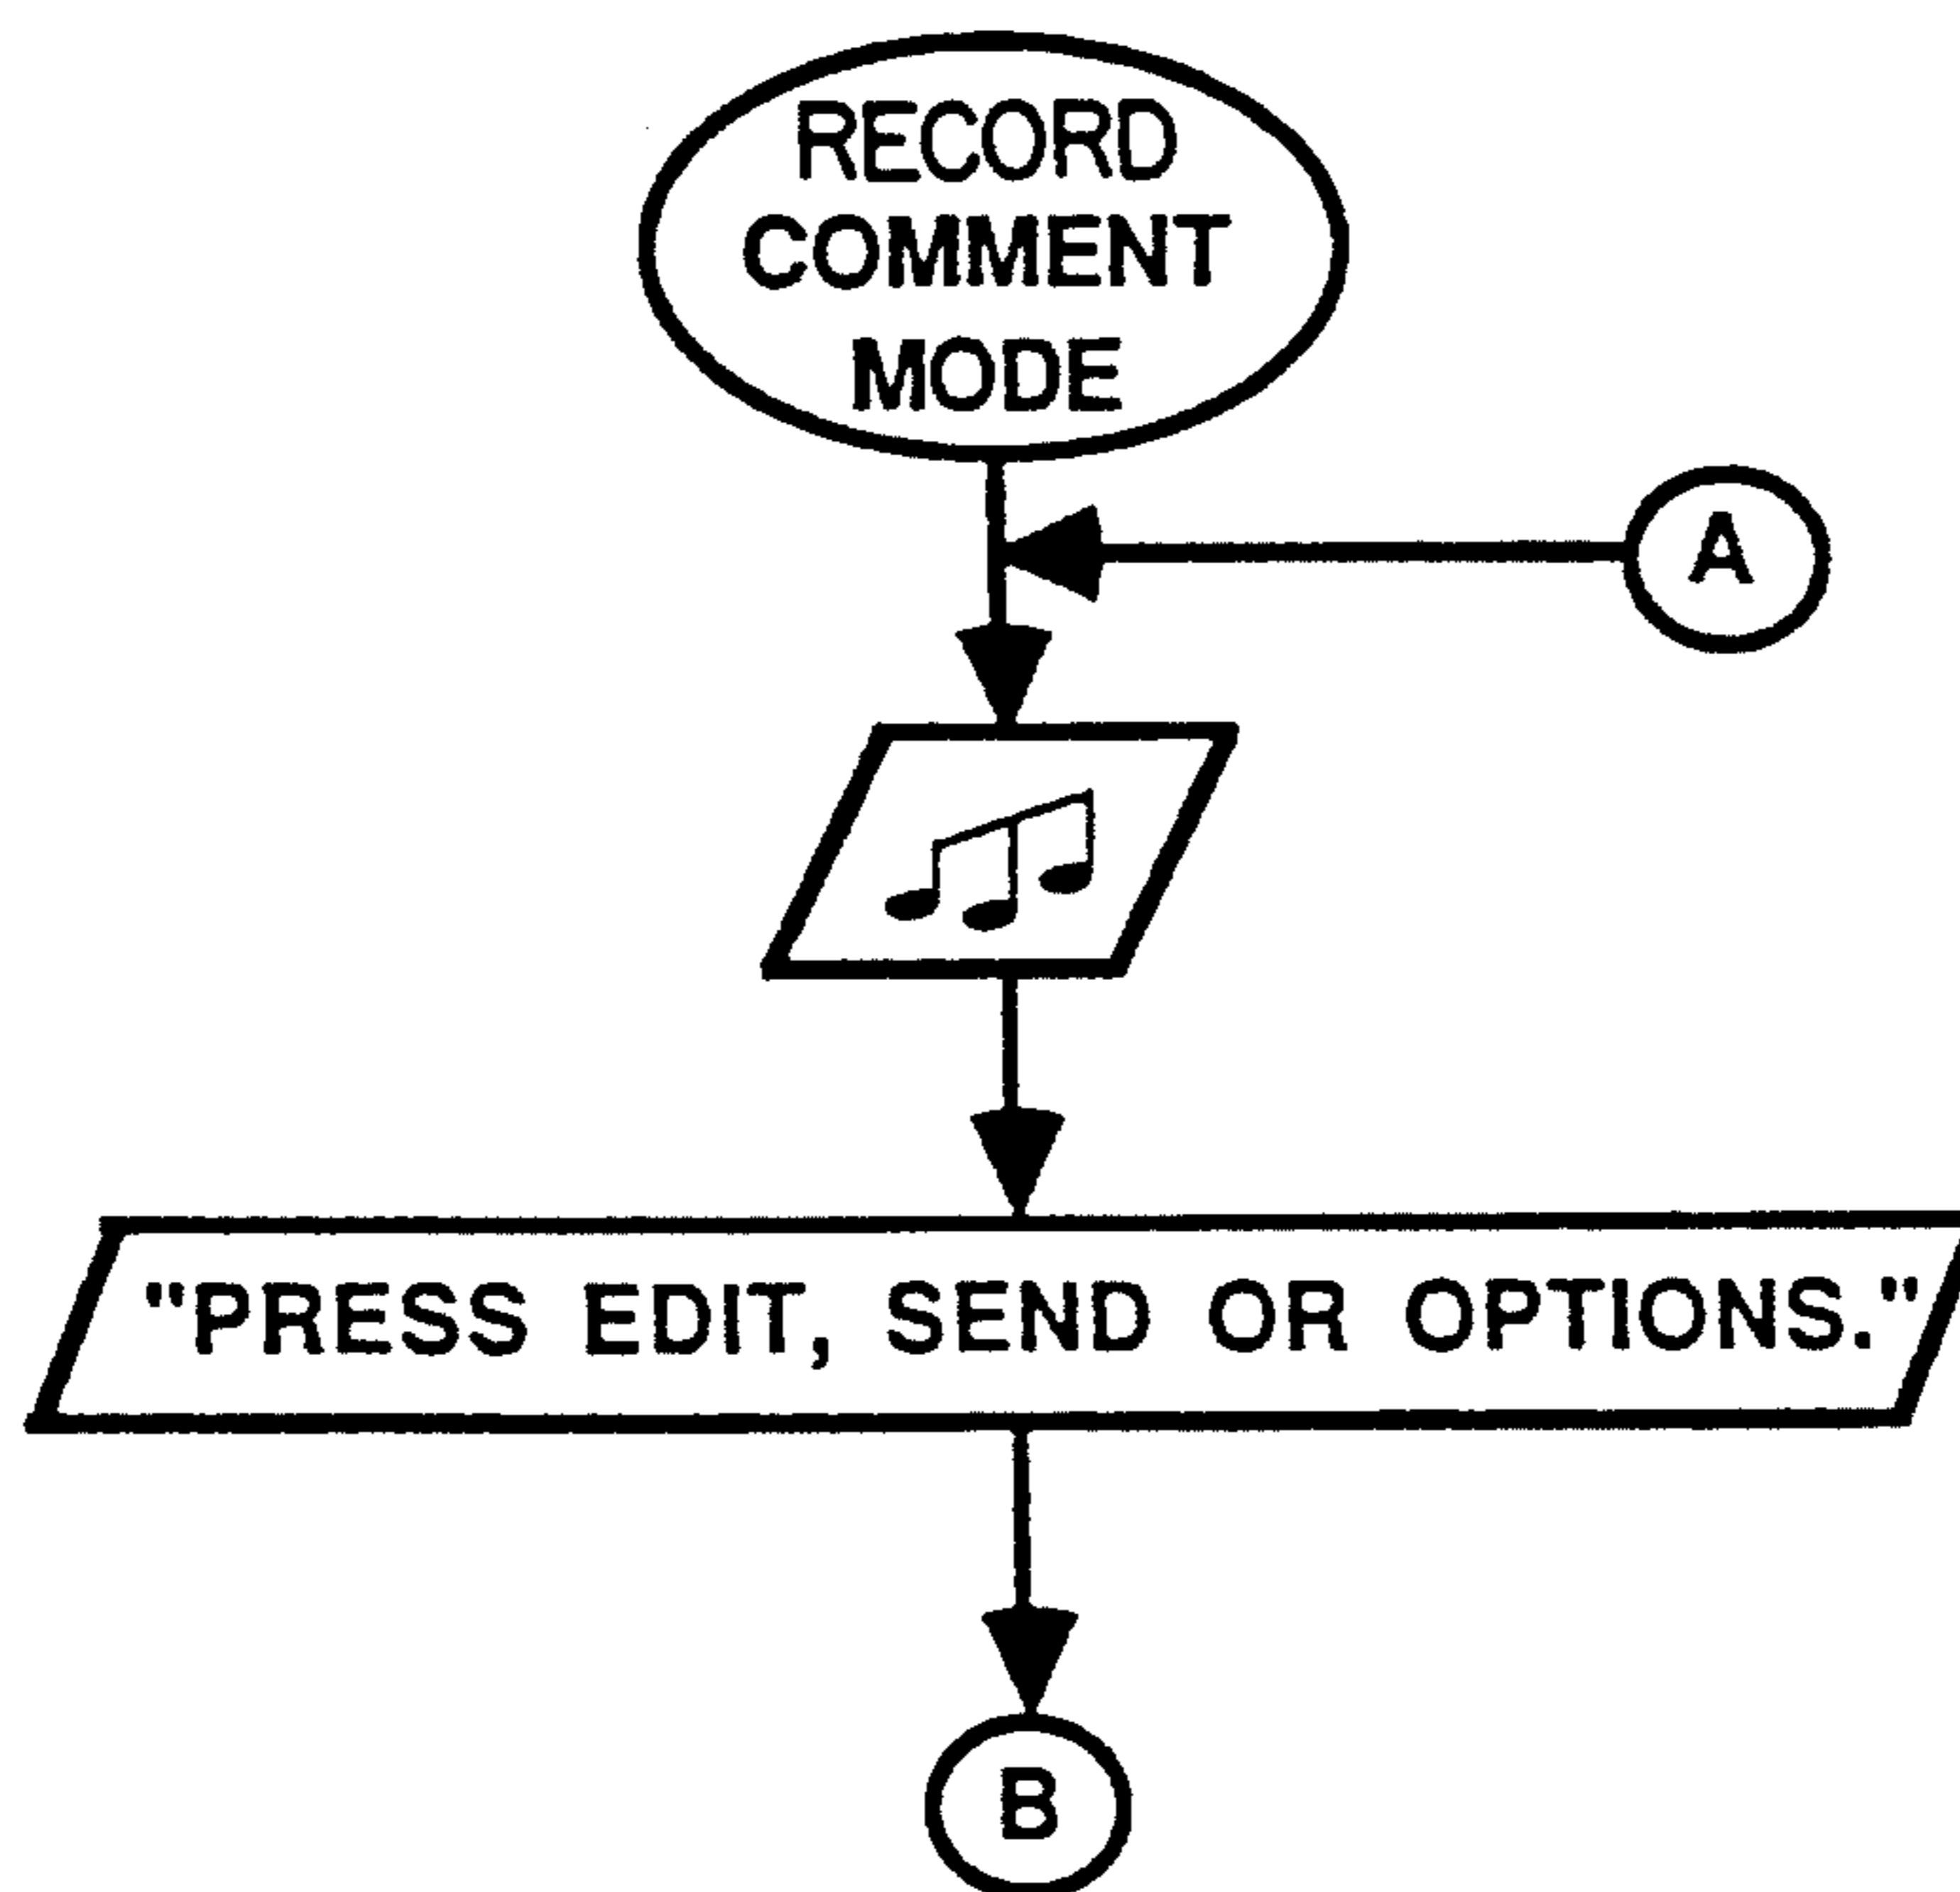 RECORD
COMMENT
MODE
A
"PRESS EDIT, SEND OR OPTIONS."
B